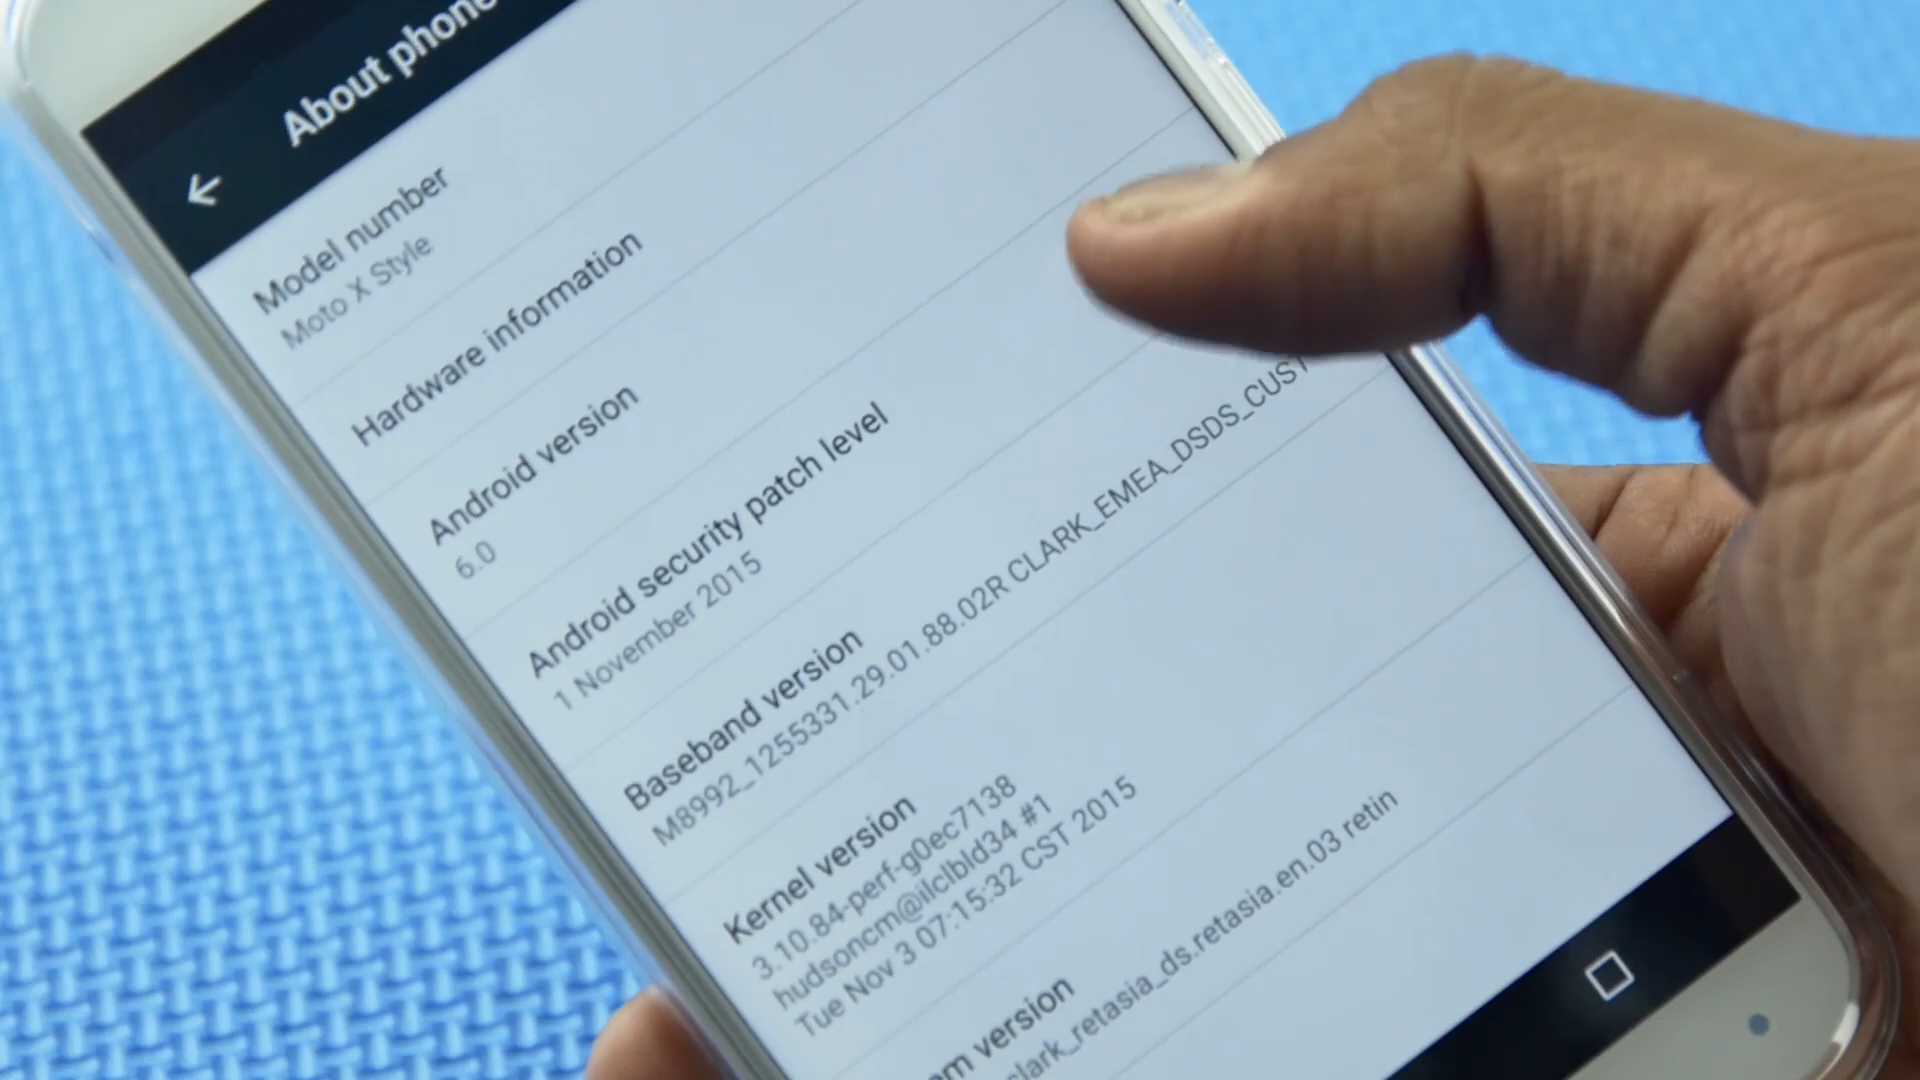 About phone
Model number
Moto X Style
Hardware information
Android version
6.0
Android security patch level
1 November 2015
Baseband version
M8992_1255331.29.01.88.02R CLARK_EMEA_DSDS_CUST
Kernel version
3.10.84-perf-g0ec7138
hudsoncm@ilclbld34 #1
Tue Nov 3 07:15:32 CST 2015
version
clark_retasia_ds.retasia.en.03 retin